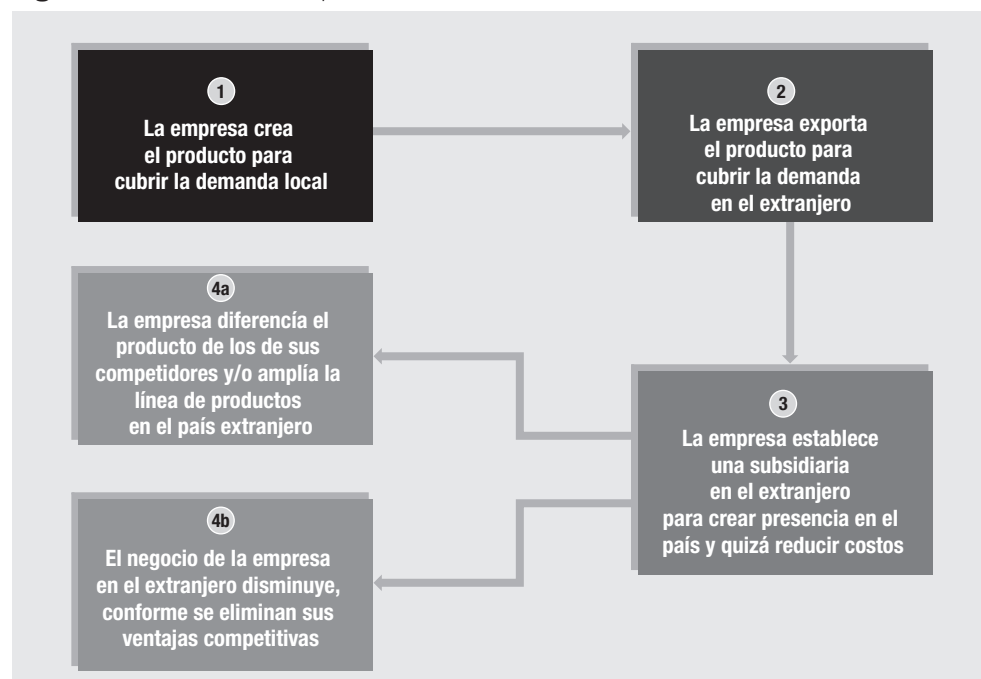 1
La empresa crea
el producto para
cubrir la demanda local
2
La empresa exporta
el producto para
cubrir la demanda
en el extranjero
3
La empresa establece
una subsidiaria
en el extranjero
para crear presencia en el
país y quizá reducir costos
4a
La empresa diferencía el
producto de los de sus
competidores y/o amplía la
línea de productos
en el país extranjero
4b
El negocio de la empresa
en el extranjero disminuye,
conforme se eliminan sus
ventajas competitivas